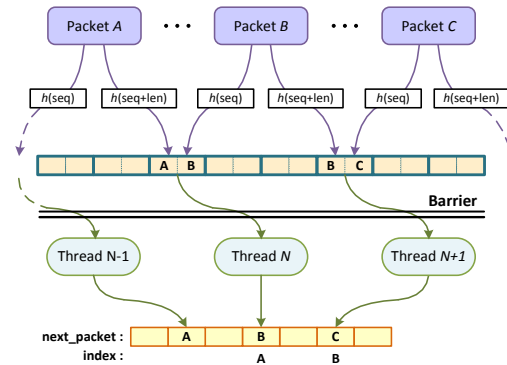 Packet A ... Packet B ... Packet C
h(seq) h(seq+len) h(seq) h(seq+len) h(seq) h(seq+len)
A B B C
Barrier
Thread N-1 Thread N Thread N+1
next_packet : A B C
index : A B